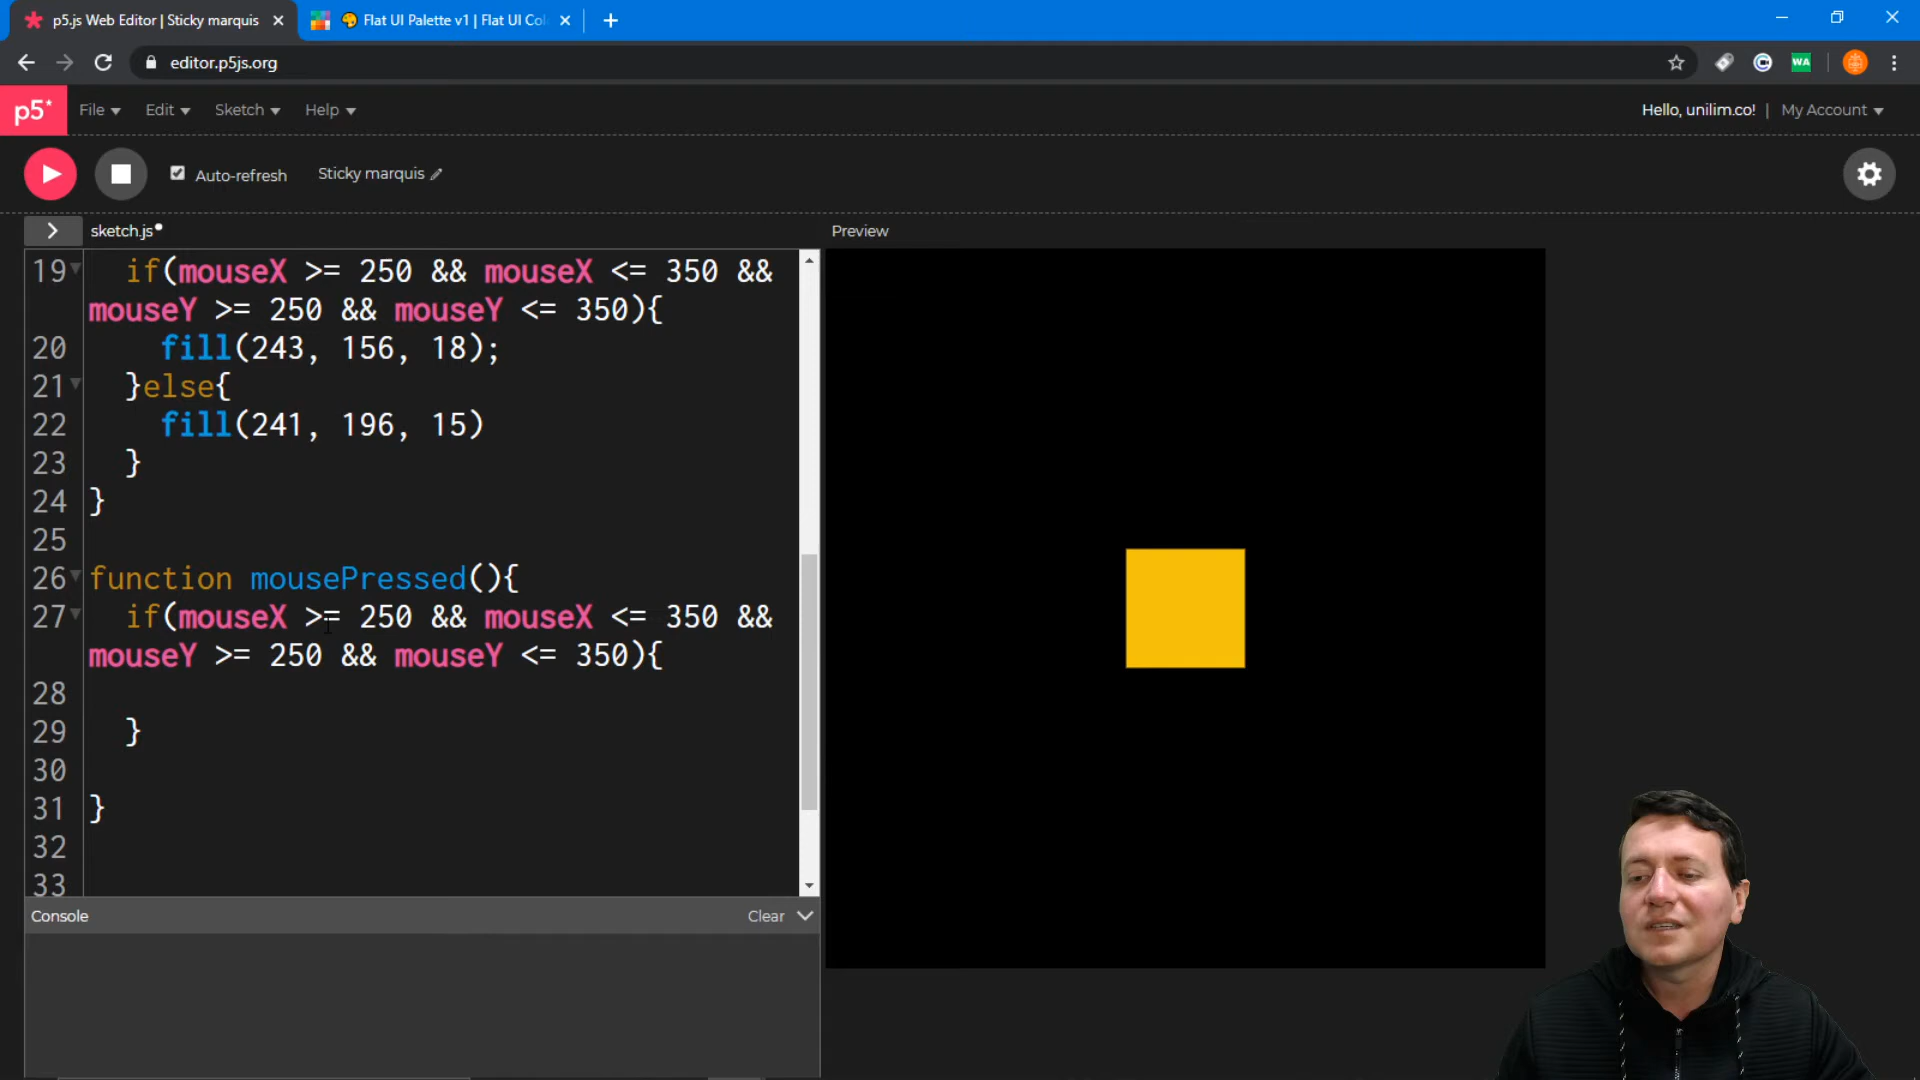 p5.js Web Editor | Sticky marquis
Flat UI Palette v1 | Flat UI Col
editor.p5js.org
WA
p5*
File
Edit
Sketch
Help
Hello, unilim.co! | My Account
Auto-refresh
Sticky marquis
sketch.js
Preview
19 if(mouseX >= 250 && mouseX <= 350 &&
mouseY >= 250 && mouseY <= 350){
20 fill(243, 156, 18);
21 }else{
22 fill(241, 196, 15)
23 }
24 }
25
26 function mousePressed(){
27 if(mouseX >= 250 && mouseX <= 350 &&
mouseY >= 250 && mouseY <= 350){
28
29 }
30
31 }
32
33
Console
Clear